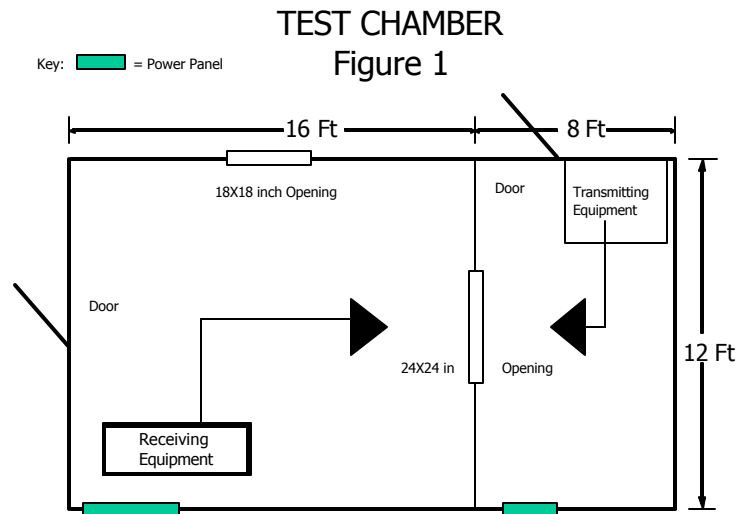 TEST CHAMBER
Figure 1
Key: = Power Panel
16 Ft
8 Ft
18X18 inch Opening
Door
Transmitting
Equipment
Door
12 Ft
24X24 in
Opening
Receiving
Equipment